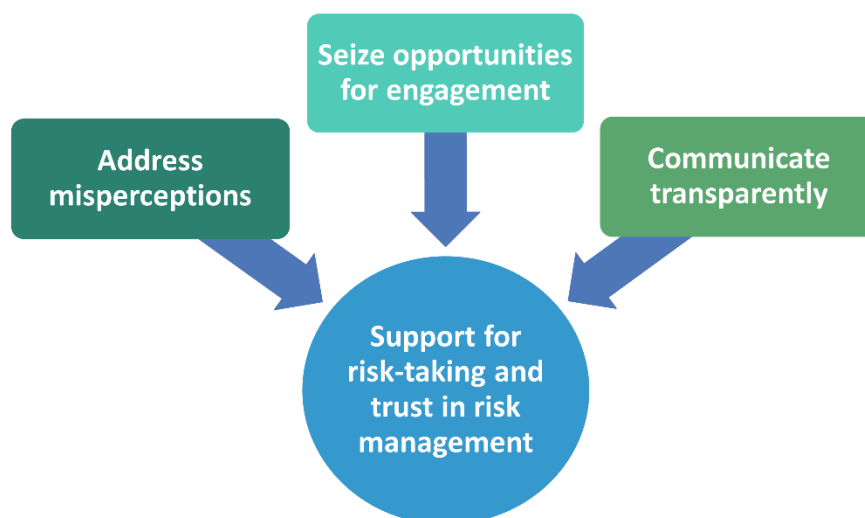 Seize opportunities
for engagement
Address
misperceptions
Communicate
transparently
Support for
risk-taking and
trust in risk
management